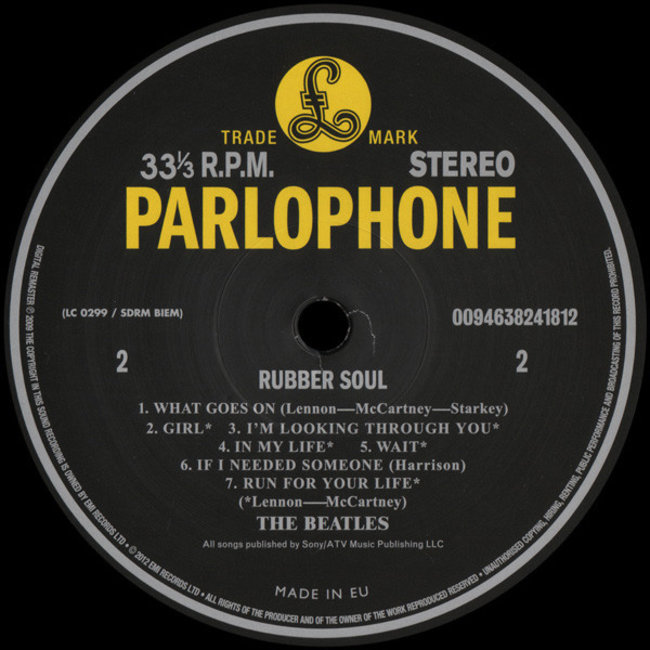 TRADE MARK
33⅓ R.P.M. STEREO
PARLOPHONE
(LC 0299 / SDRM BIEM) 0094638241812
2 2
RUBBER SOUL
1. WHAT GOES ON (Lennon—McCartney—Starkey)
2. GIRL* 3. I'M LOOKING THROUGH YOU*
4. IN MY LIFE* 5. WAIT*
6. IF I NEEDED SOMEONE (Harrison)
7. RUN FOR YOUR LIFE*
(*Lennon—McCartney)
THE BEATLES
All songs published by Sony/ATV Music Publishing LLC
MADE IN EU
DIGITAL REMASTER ℗ 2009 THE COPYRIGHT IN THIS SOUND RECORDING IS OWNED BY EMI RECORDS LTD • © 2012 EMI RECORDS LTD • ALL RIGHTS OF THE PRODUCER AND OF THE OWNER OF THE WORK REPRODUCED RESERVED • UNAUTHORISED COPYING, HIRING, RENTING, PUBLIC PERFORMANCE AND BROADCASTING OF THIS RECORD PROHIBITED.